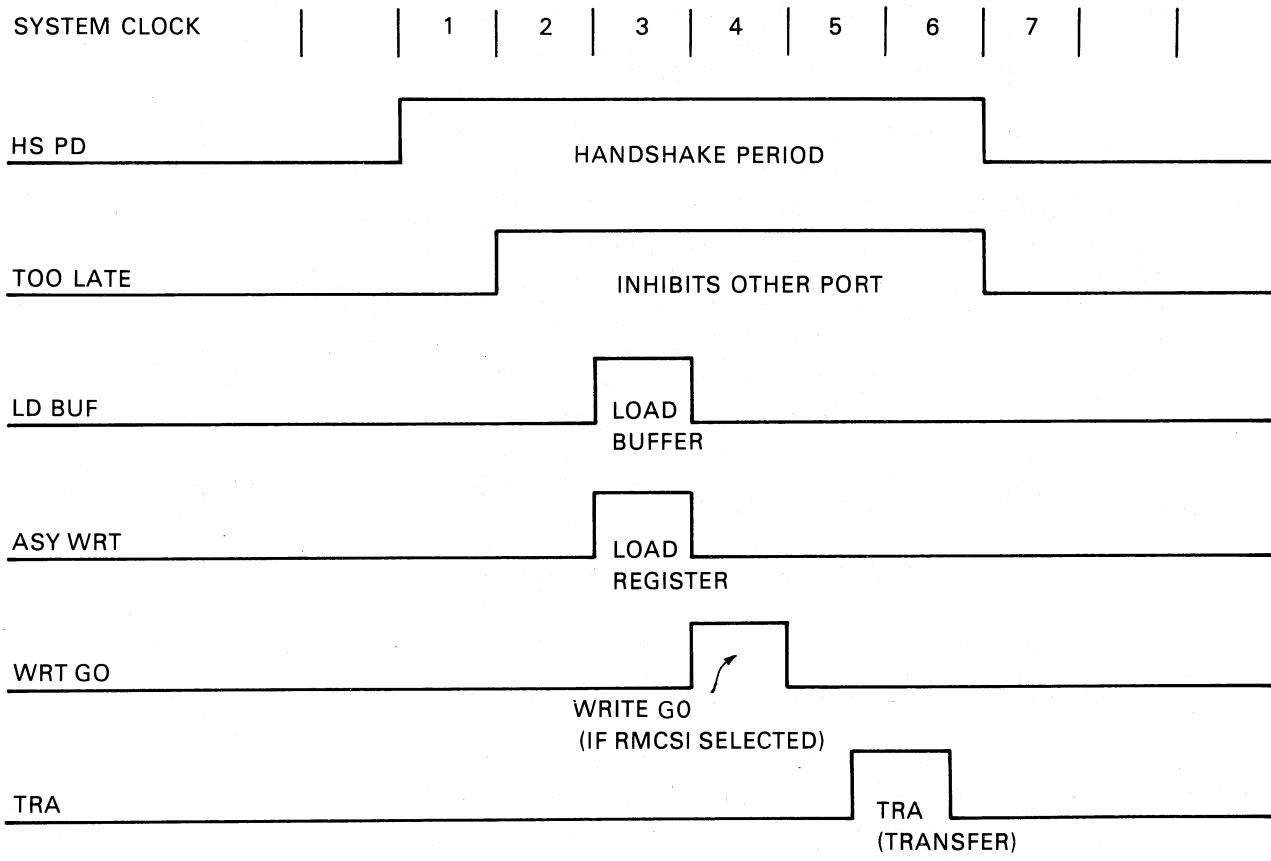 SYSTEM CLOCK 1 2 3 4 5 6 7
HS PD
HANDSHAKE PERIOD
TOO LATE
INHIBITS OTHER PORT
LD BUF
LOAD
BUFFER
ASY WRT
LOAD
REGISTER
WRT GO
WRITE GO
(IF RMCSI SELECTED)
TRA
TRA
(TRANSFER)